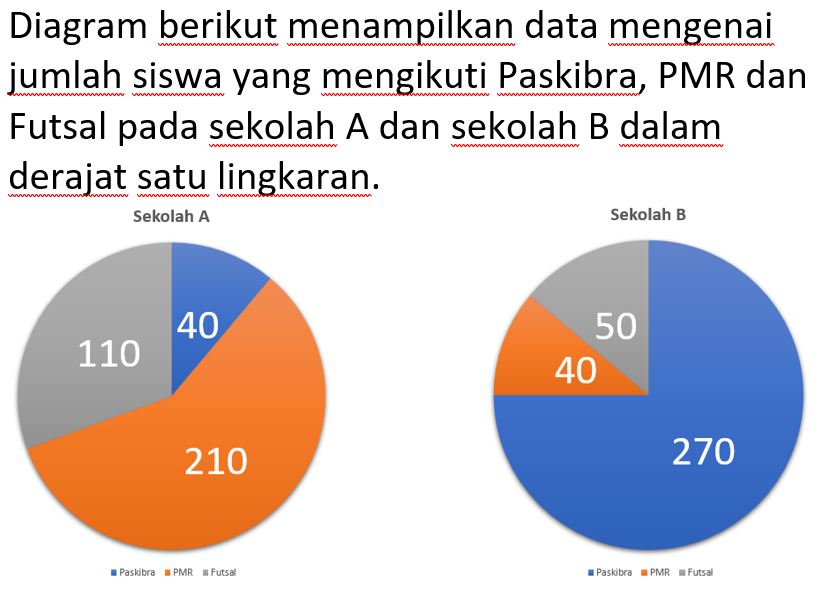 Diagram berikut menampilkan data mengenai
jumlah siswa yang mengikuti Paskibra, PMR dan
Futsal pada sekolah A dan sekolah B dalam
derajat satu lingkaran.
Sekolah A
40
110
210
Paskibra PMR Futsal
Sekolah B
50
40
270
Paskibra PMR Futsal